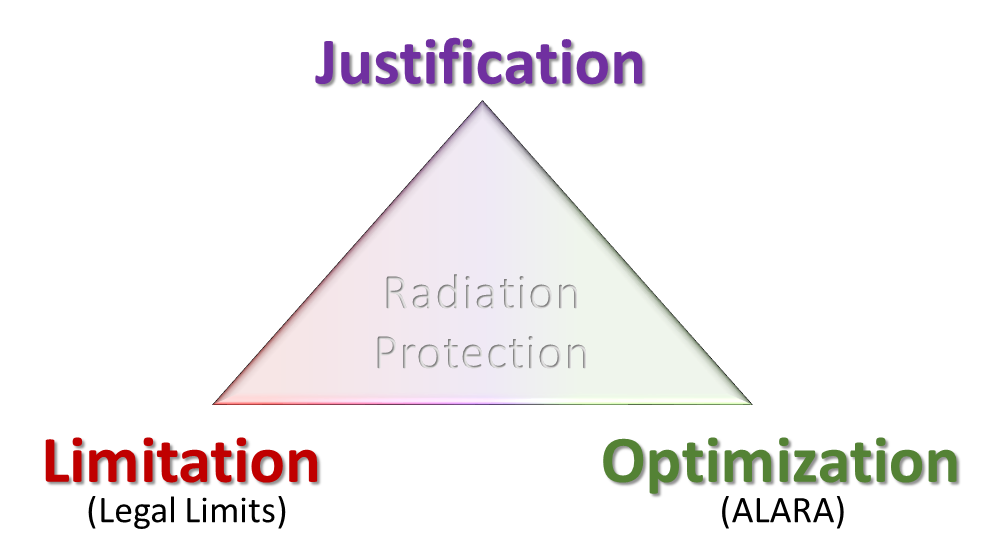 Justification
Radiation
Protection
Limitation
(Legal Limits)
Optimization
(ALARA)